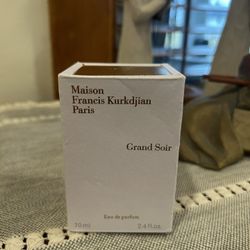 Maison
Francis Kurkdjian
Paris
Grand Soir
Eau de parfum
70 ml 2.4 fl.oz.